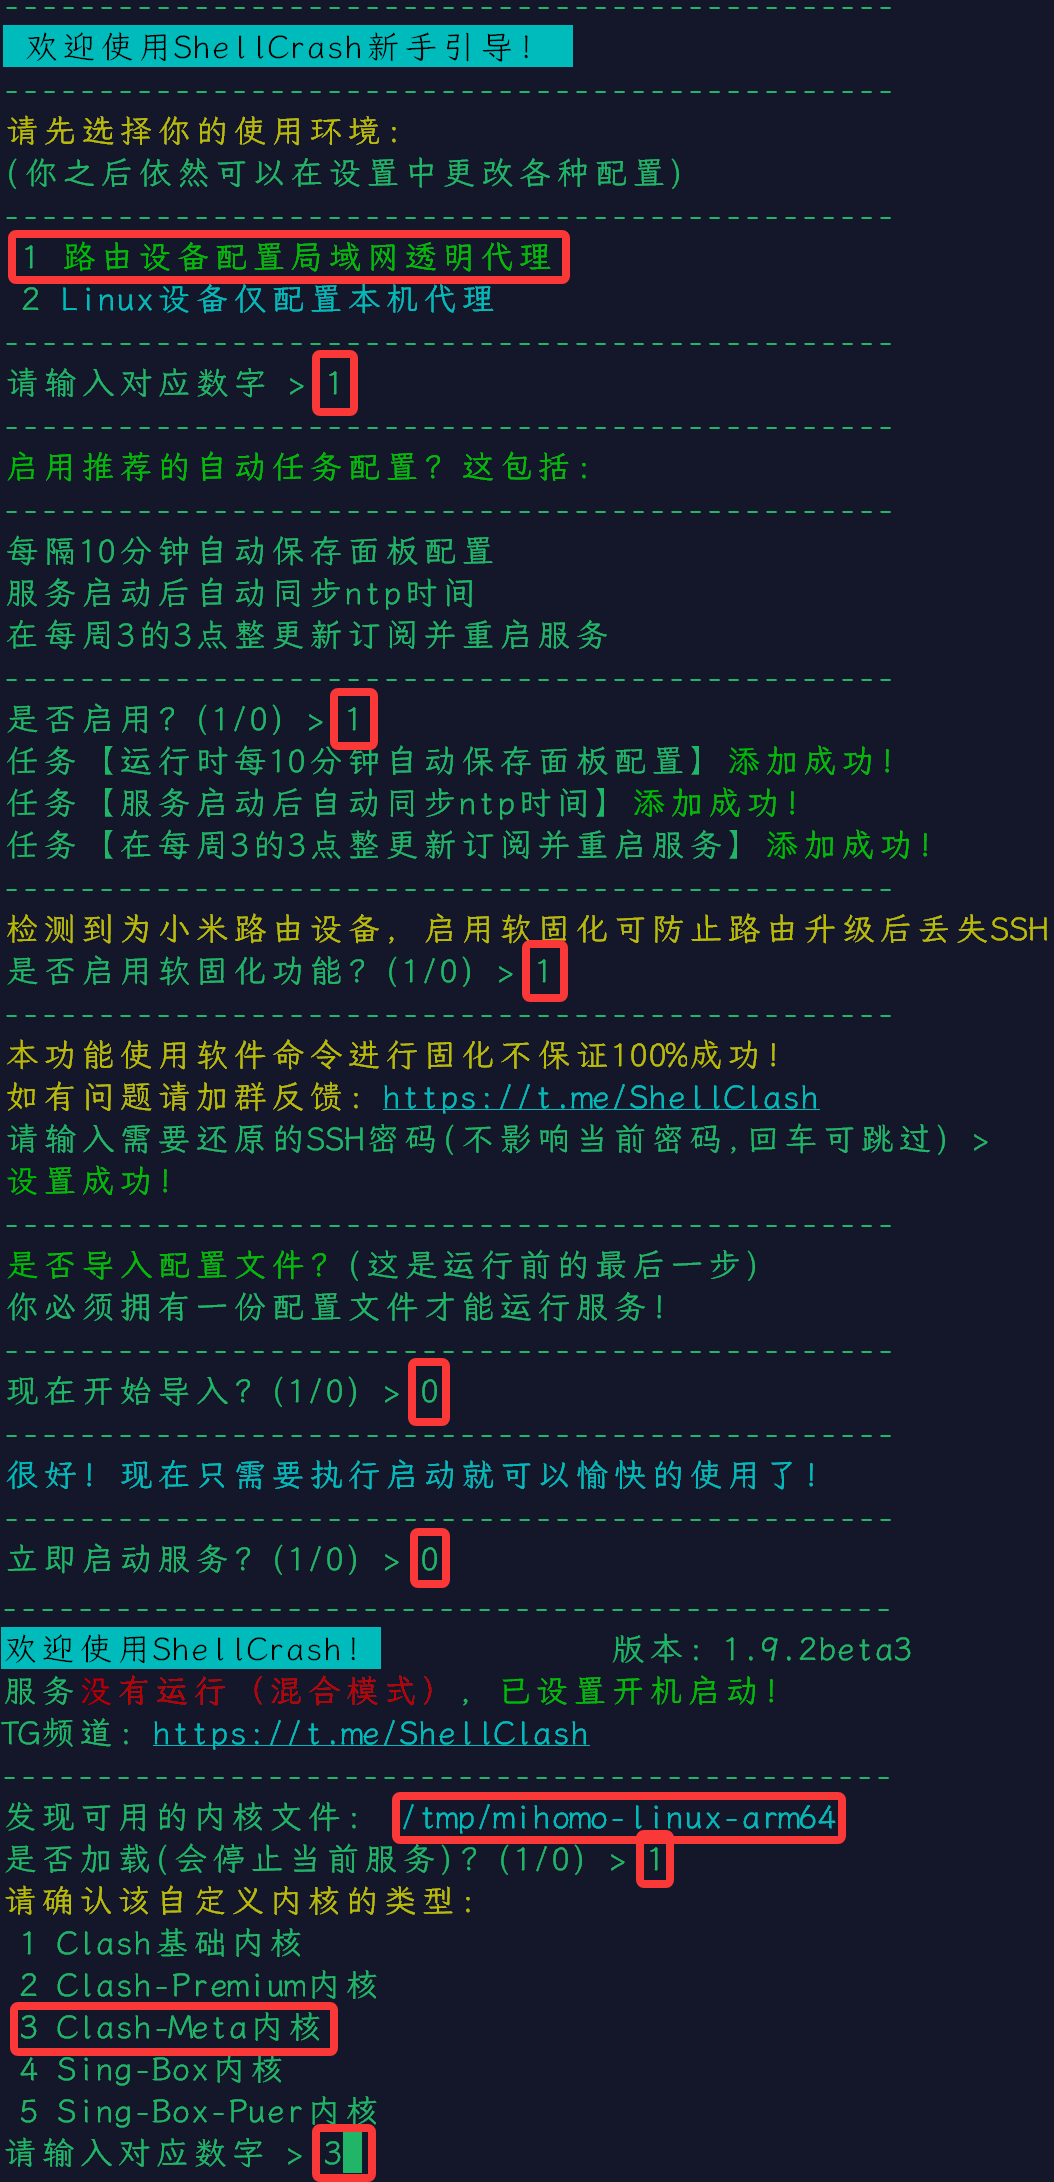 -----------------------------------------------
欢迎使用ShellCrash新手引导！
-----------------------------------------------
请先选择你的使用环境：
(你之后依然可以在设置中更改各种配置)
-----------------------------------------------
1 路由设备配置局域网透明代理
2 Linux设备仅配置本机代理
-----------------------------------------------
请输入对应数字 > 1
-----------------------------------------------
启用推荐的自动任务配置？这包括：
-----------------------------------------------
每隔10分钟自动保存面板配置
服务启动后自动同步ntp时间
在每周3的3点整更新订阅并重启服务
-----------------------------------------------
是否启用？(1/0) > 1
任务【运行时每10分钟自动保存面板配置】添加成功！
任务【服务启动后自动同步ntp时间】添加成功！
任务【在每周3的3点整更新订阅并重启服务】添加成功！
-----------------------------------------------
检测到为小米路由设备，启用软固化可防止路由升级后丢失SSH
是否启用软固化功能？(1/0) > 1
-----------------------------------------------
本功能使用软件命令进行固化不保证100%成功！
如有问题请加群反馈：https://t.me/ShellClash
请输入需要还原的SSH密码(不影响当前密码,回车可跳过) >
设置成功！
-----------------------------------------------
是否导入配置文件？(这是运行前的最后一步)
你必须拥有一份配置文件才能运行服务！
-----------------------------------------------
现在开始导入？(1/0) > 0
-----------------------------------------------
很好！现在只需要执行启动就可以愉快的使用了！
-----------------------------------------------
立即启动服务？(1/0) > 0
-----------------------------------------------
欢迎使用ShellCrash！ 版本：1.9.2beta3
服务没有运行（混合模式），已设置开机启动！
TG频道：https://t.me/ShellClash
-----------------------------------------------
发现可用的内核文件： /tmp/mihomo-linux-arm64
是否加载(会停止当前服务)？(1/0) > 1
请确认该自定义内核的类型：
1 Clash基础内核
2 Clash-Premium内核
3 Clash-Meta内核
4 Sing-Box内核
5 Sing-Box-Puer内核
请输入对应数字 > 3